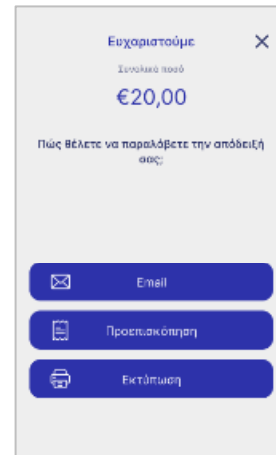 Ευχαριστούμε
Συνολικό ποσό
€20,00
Πώς θέλετε να παραλάβετε την απόδειξή
σας;
Email
Προεπισκόπηση
Εκτύπωση